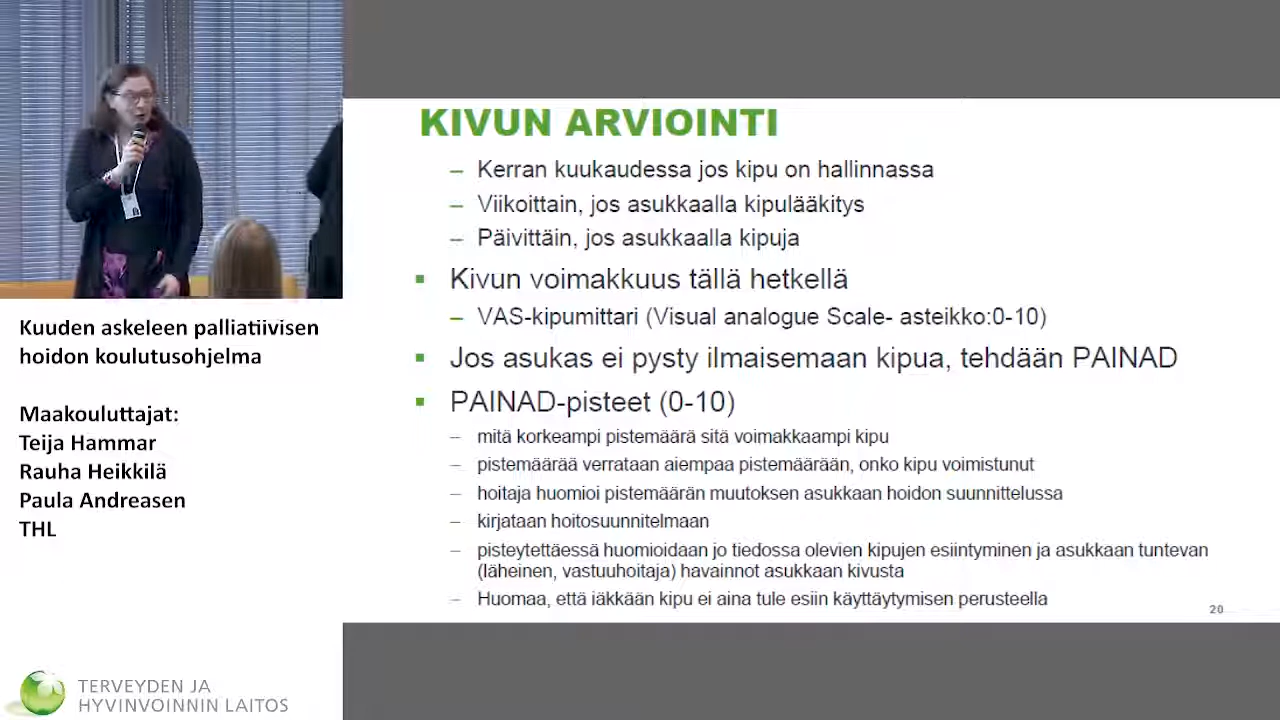 KIVUN ARVIOINTI
– Kerran kuukaudessa jos kipu on hallinnassa
– Viikoittain, jos asukkaalla kipulääkitys
– Päivittäin, jos asukkaalla kipuja
▪ Kivun voimakkuus tällä hetkellä
– VAS-kipumittari (Visual analogue Scale- asteikko:0-10)
▪ Jos asukas ei pysty ilmaisemaan kipua, tehdään PAINAD
▪ PAINAD-pisteet (0-10)
– mitä korkeampi pistemäärä sitä voimakkaampi kipu
– pistemäärää verrataan aiempaa pistemäärään, onko kipu voimistunut
– hoitaja huomioi pistemäärän muutoksen asukkaan hoidon suunnittelussa
– kirjataan hoitosuunnitelmaan
– pisteytettäessä huomioidaan jo tiedossa olevien kipujen esiintyminen ja asukkaan tuntevan
(läheinen, vastuuhoitaja) havainnot asukkaan kivusta
– Huomaa, että iäkkään kipu ei aina tule esiin käyttäytymisen perusteella
20
Kuuden askeleen palliatiivisen
hoidon koulutusohjelma
Maakouluttajat:
Teija Hammar
Rauha Heikkilä
Paula Andreasen
THL
TERVEYDEN JA
HYVINVOINNIN LAITOS